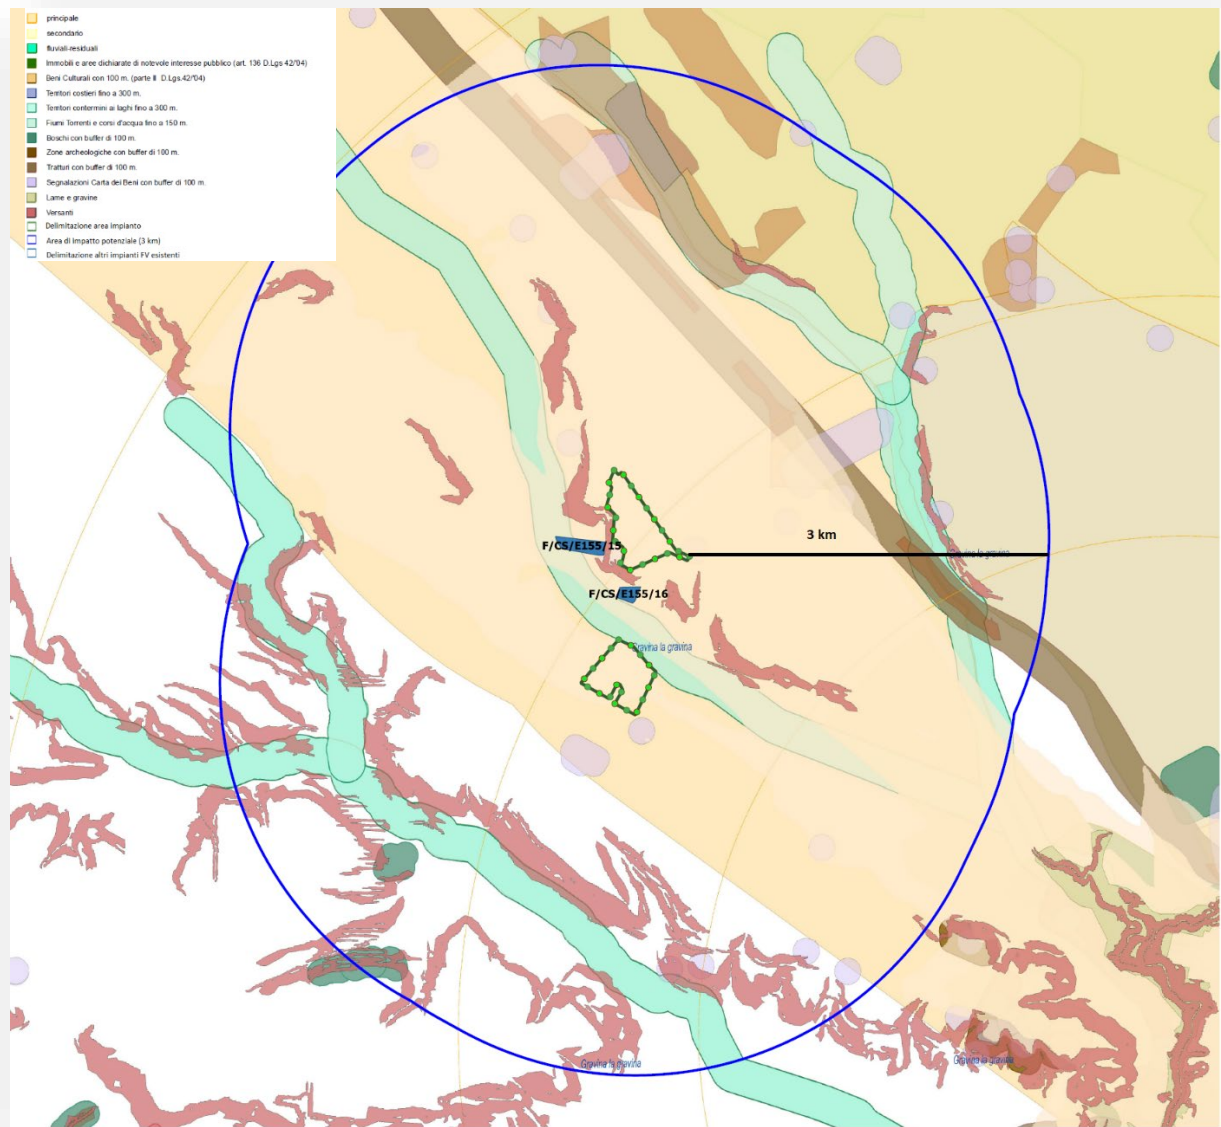 principale
secondario
fluviali-residuali
Immobili e aree dichiarate di notevole interesse pubblico (art. 136 D.Lgs 42/'04)
Beni Culturali con 100 m. (parte II D.Lgs.42/'04)
Territori costieri fino a 300 m.
Territori contermini ai laghi fino a 300 m.
Fiumi Torrenti e corsi d'acqua fino a 150 m.
Boschi con buffer di 100 m.
Zone archeologiche con buffer di 100 m.
Tratturi con buffer di 100 m.
Segnalazioni Carta dei Beni con buffer di 100 m.
Lame e gravine
Versanti
Delimitazione area impianto
Area di impatto potenziale (3 km)
Delimitazione altri impianti FV esistenti
3 km
F/CS/E155/15
Gravina la gravina
F/CS/E155/16
Gravina la gravina
Gravina la gravina
Gravina la gravina